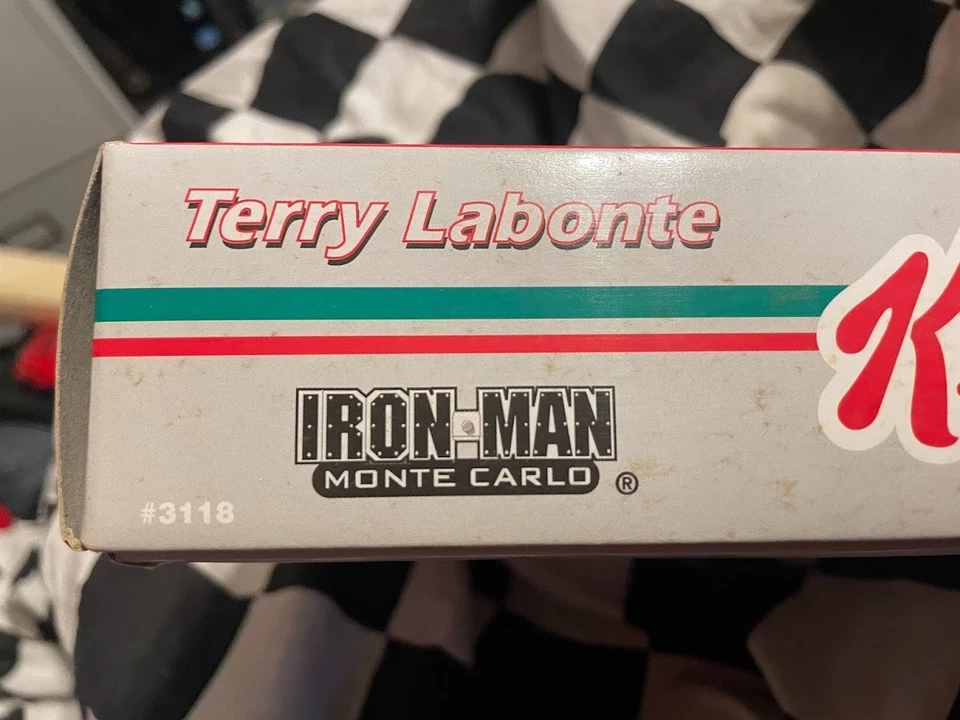 Terry Labonte
K
IRON-MAN
MONTE CARLO ®
#3118